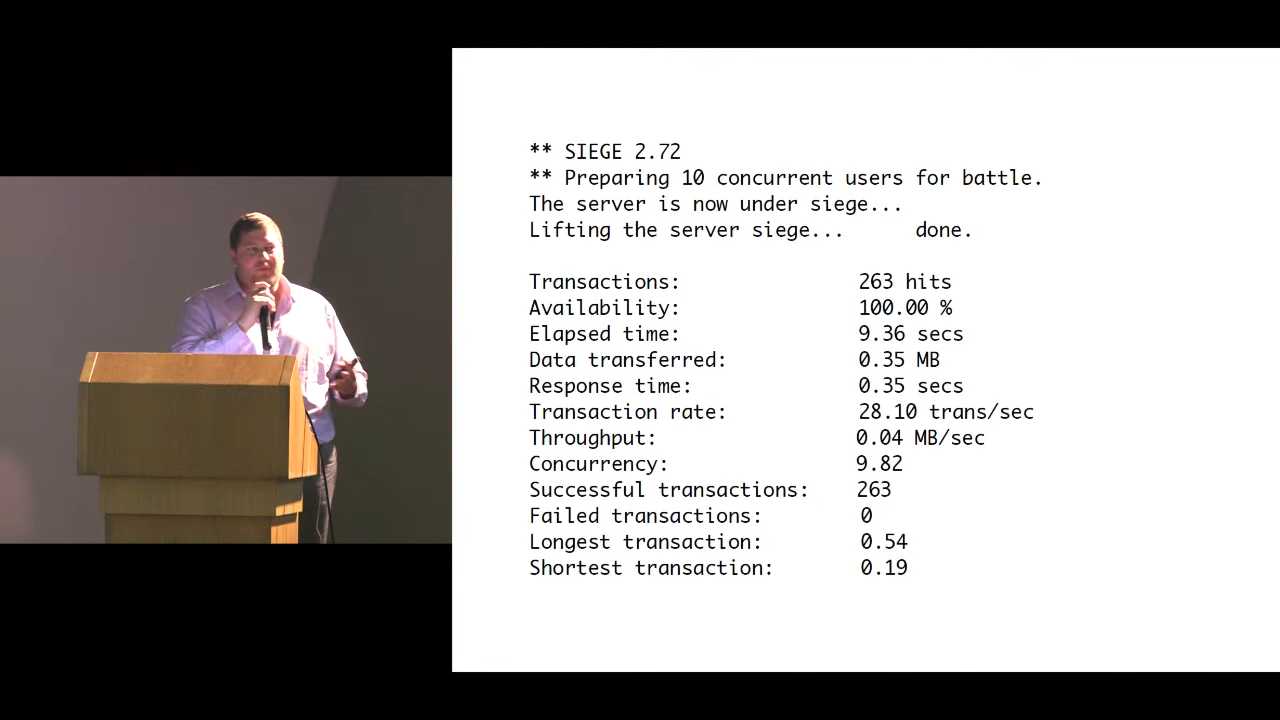 ** SIEGE 2.72
** Preparing 10 concurrent users for battle.
The server is now under siege...
Lifting the server siege... done.
Transactions: 263 hits
Availability: 100.00 %
Elapsed time: 9.36 secs
Data transferred: 0.35 MB
Response time: 0.35 secs
Transaction rate: 28.10 trans/sec
Throughput: 0.04 MB/sec
Concurrency: 9.82
Successful transactions: 263
Failed transactions: 0
Longest transaction: 0.54
Shortest transaction: 0.19